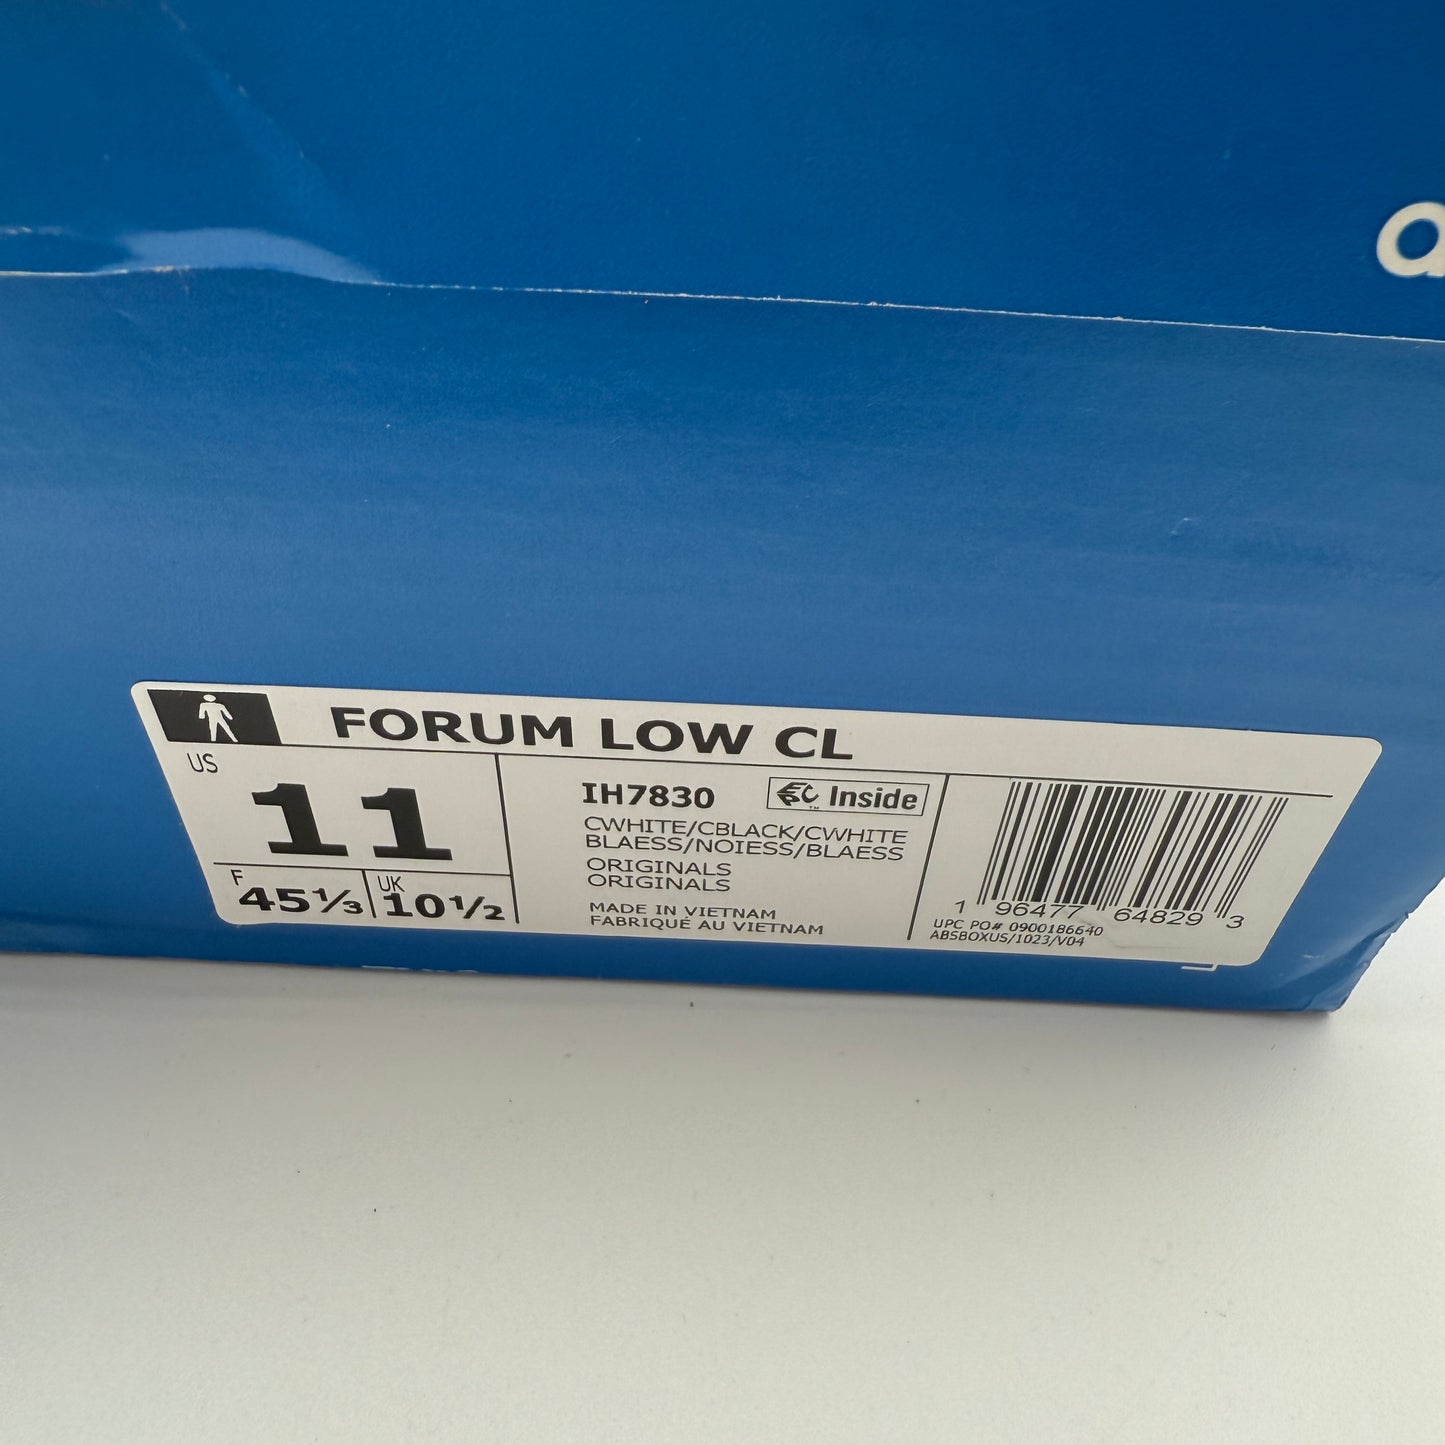 a
FORUM LOW CL
US
11
F
45⅓
UK
10½
IH7830
EPC™ Inside
CWHITE/CBLACK/CWHITE
BLAESS/NOIESS/BLAESS
ORIGINALS
ORIGINALS
MADE IN VIETNAM
FABRIQUÉ AU VIETNAM
1 96477 64829 3
UPC PO# 0900186640
ABSBOXUS/1023/V04